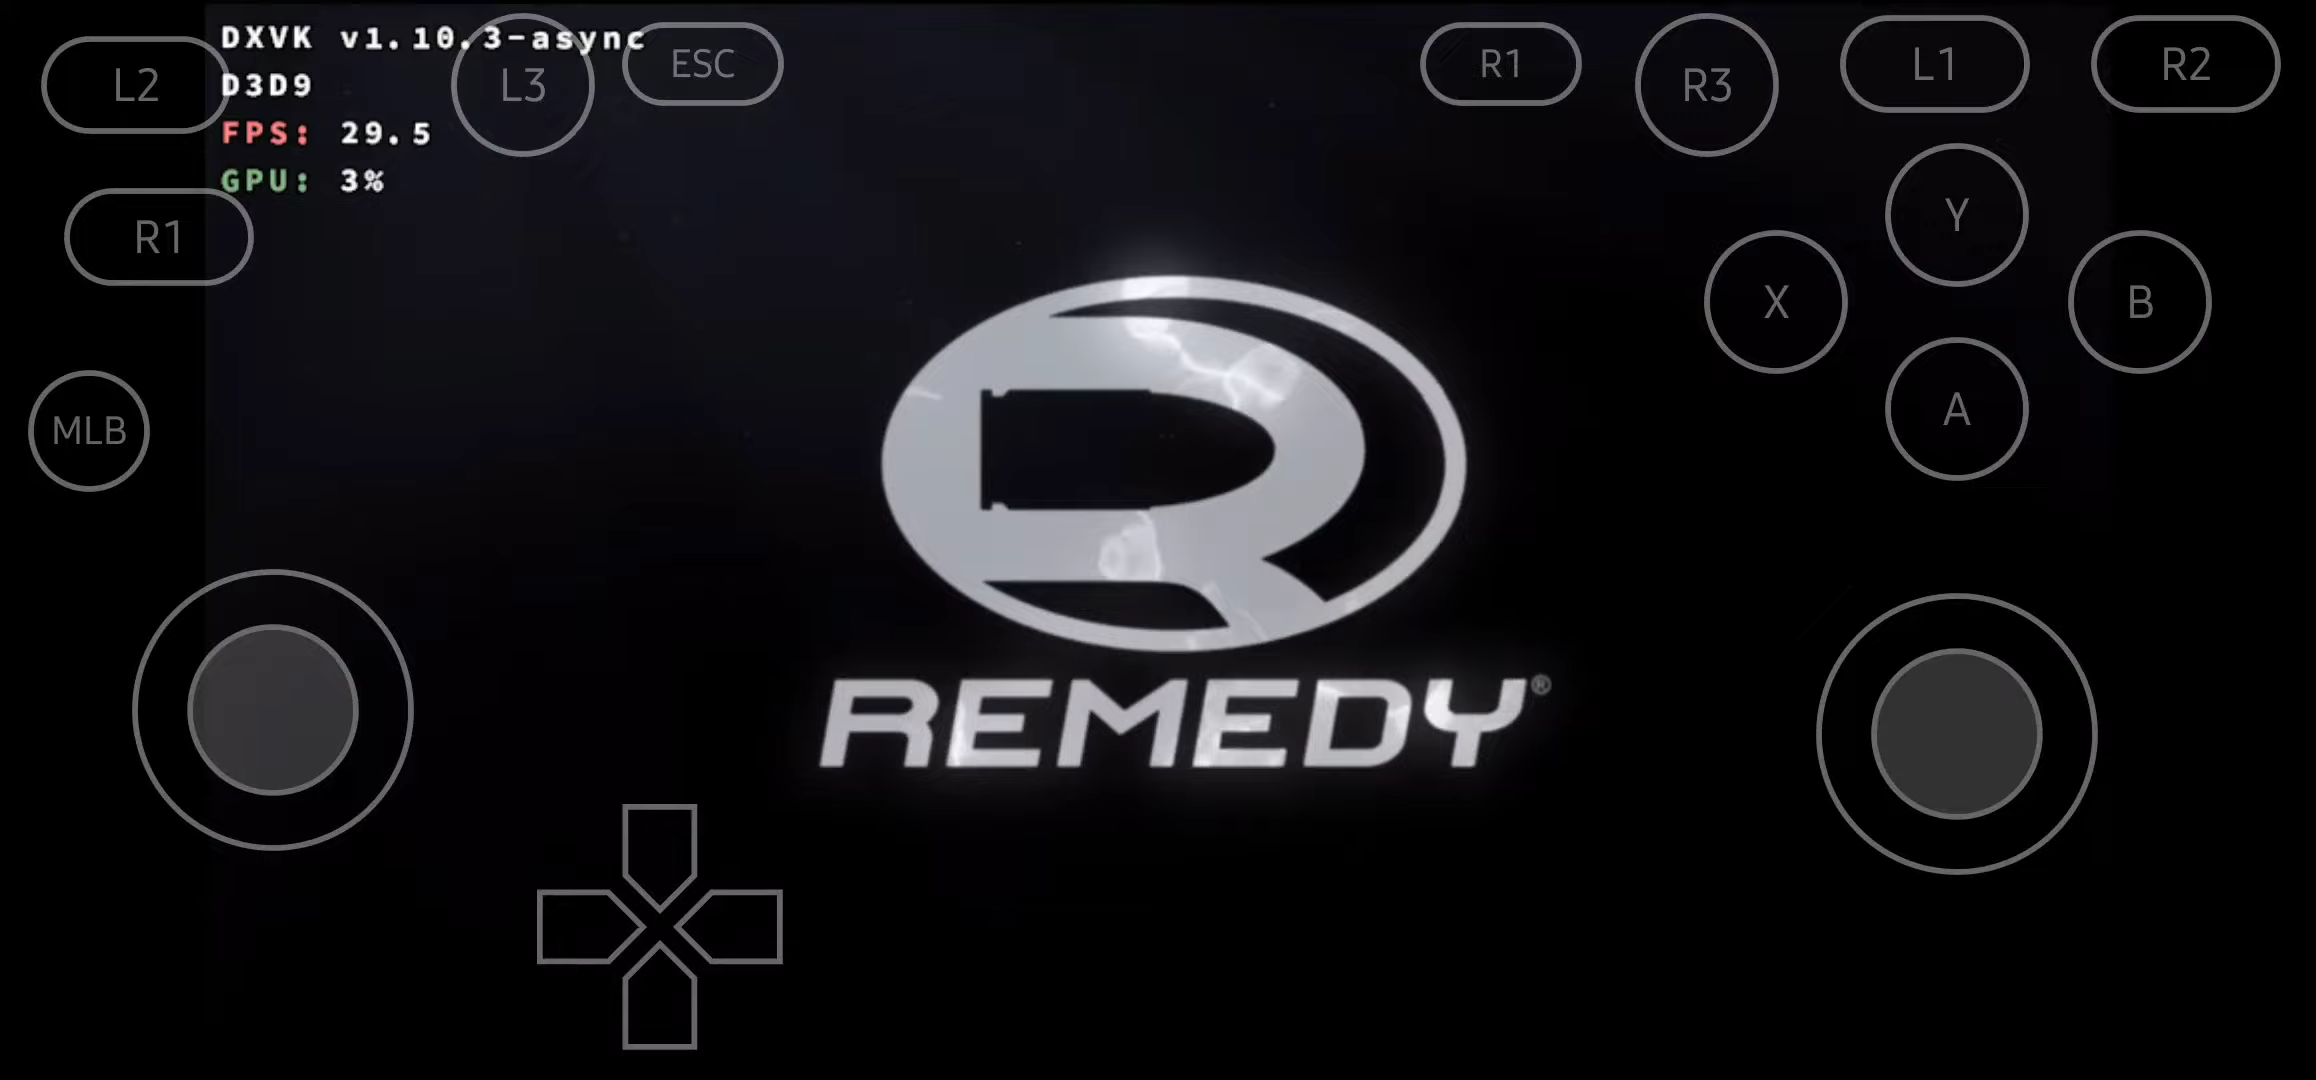 DXVK v1.10.3-async
D3D9
FPS: 29.5
GPU: 3%
L2
L3
ESC
R1
R3
L1
R2
R1
Y
X
B
MLB
A
REMEDY®